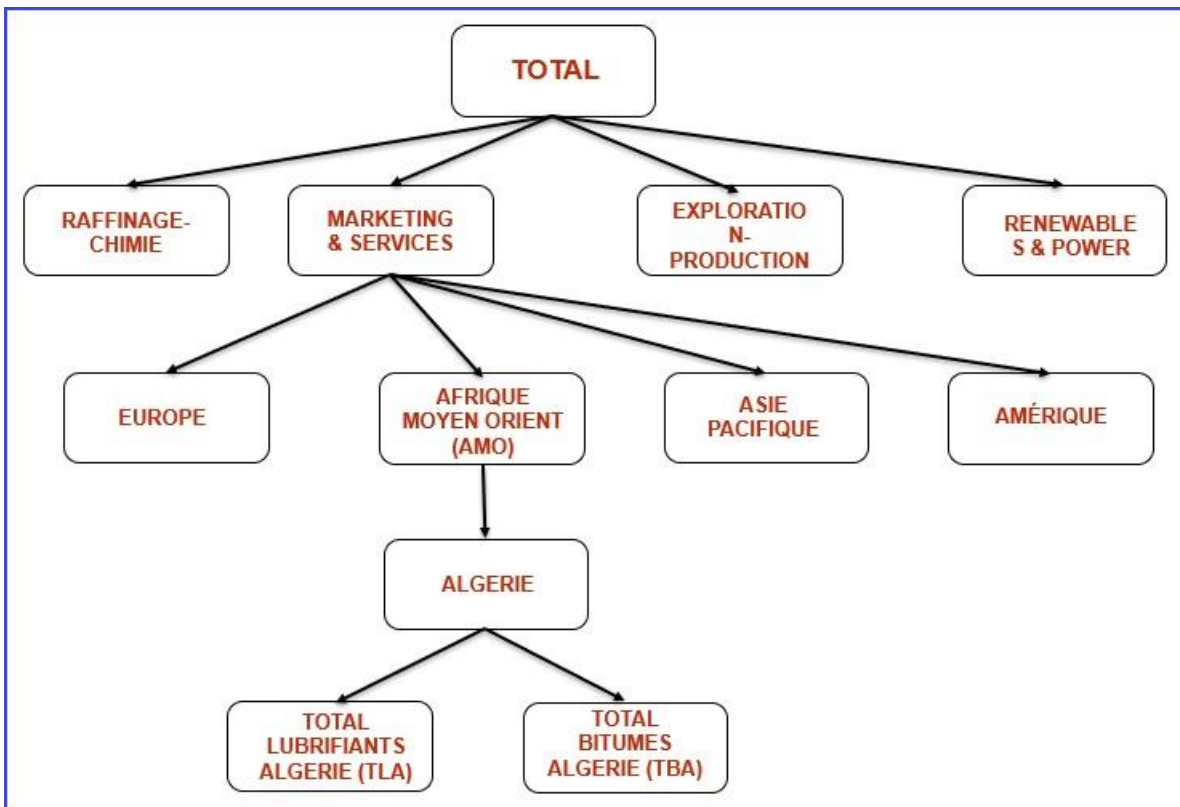 TOTAL
RAFFINAGE-
CHIMIE
MARKETING
& SERVICES
EXPLORATIO
N-
PRODUCTION
RENEWABLE
S & POWER
EUROPE
AFRIQUE
MOYEN ORIENT
(AMO)
ASIE
PACIFIQUE
AMÉRIQUE
ALGERIE
TOTAL
LUBRIFIANTS
ALGERIE (TLA)
TOTAL
BITUMES
ALGERIE (TBA)